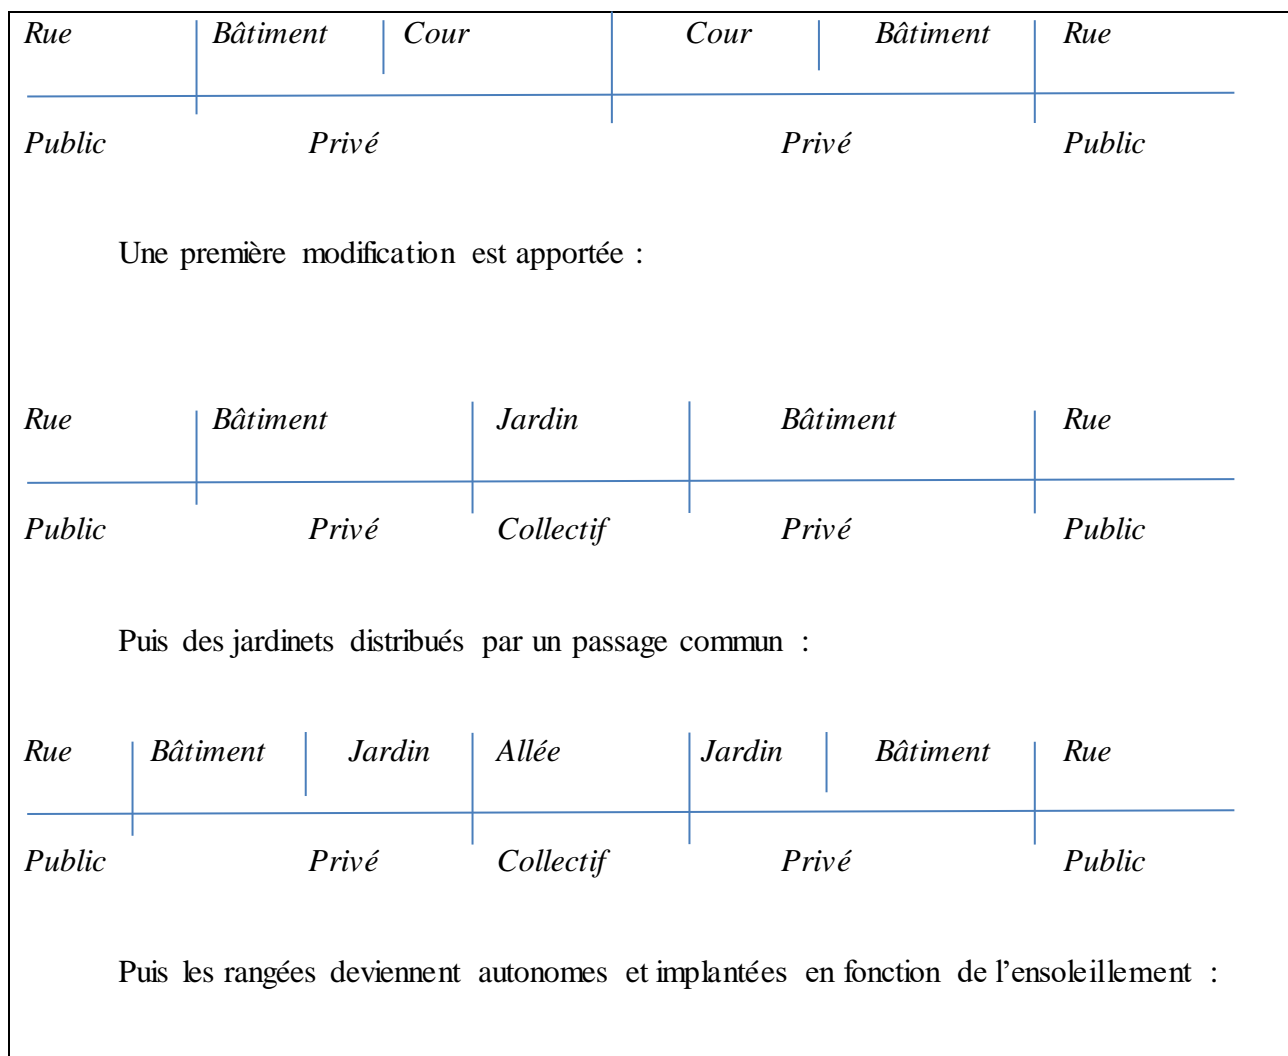 Rue Bâtiment Cour Cour Bâtiment Rue
Public Privé Privé Public
Une première modification est apportée :
Rue Bâtiment Jardin Bâtiment Rue
Public Privé Collectif Privé Public
Puis des jardinets distribués par un passage commun :
Rue Bâtiment Jardin Allée Jardin Bâtiment Rue
Public Privé Collectif Privé Public
Puis les rangées deviennent autonomes et implantées en fonction de l'ensoleillement :